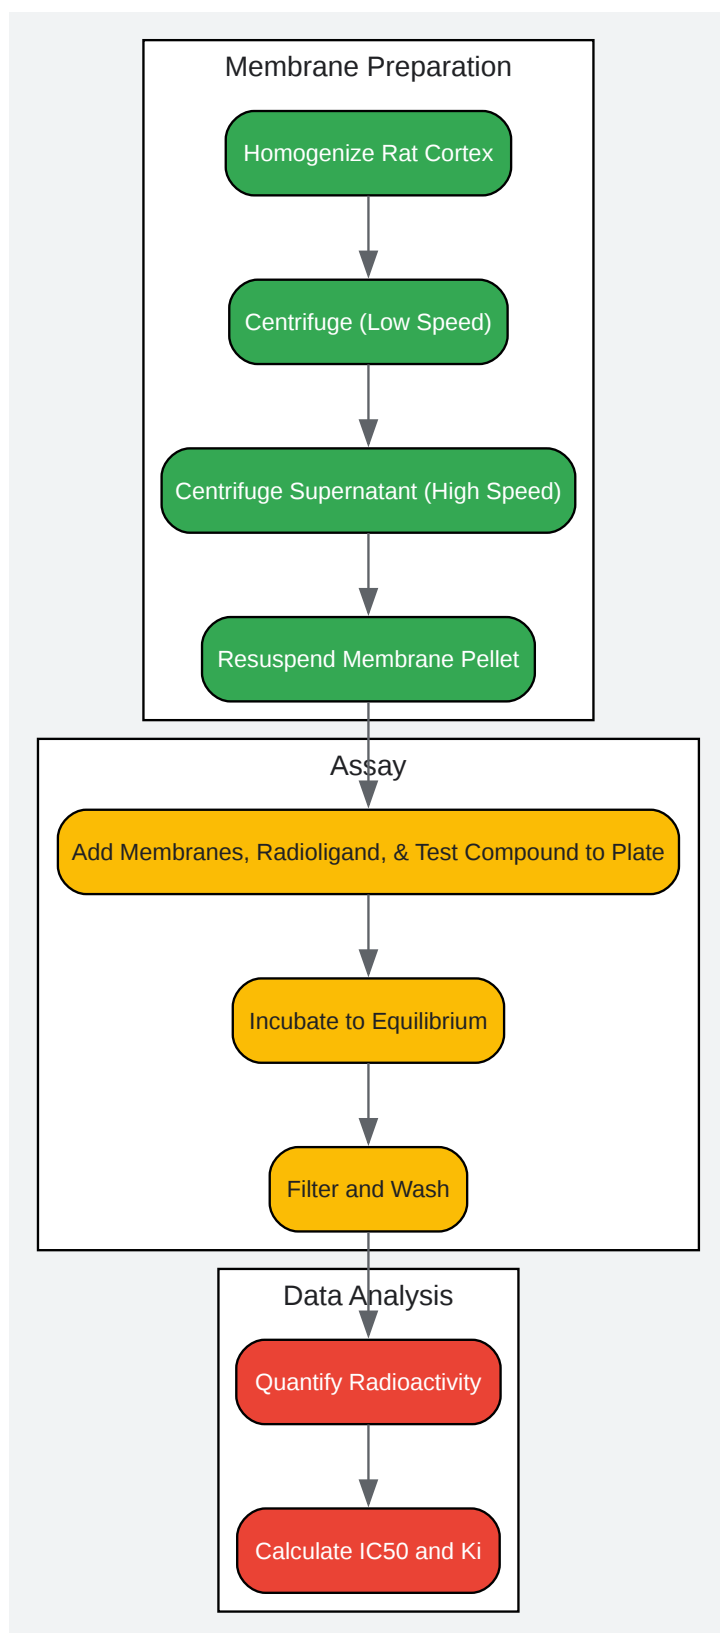 Membrane Preparation
Homogenize Rat Cortex
Centrifuge (Low Speed)
Centrifuge Supernatant (High Speed)
Resuspend Membrane Pellet
Assay
Add Membranes, Radioligand, & Test Compound to Plate
Incubate to Equilibrium
Filter and Wash
Data Analysis
Quantify Radioactivity
Calculate IC50 and Ki